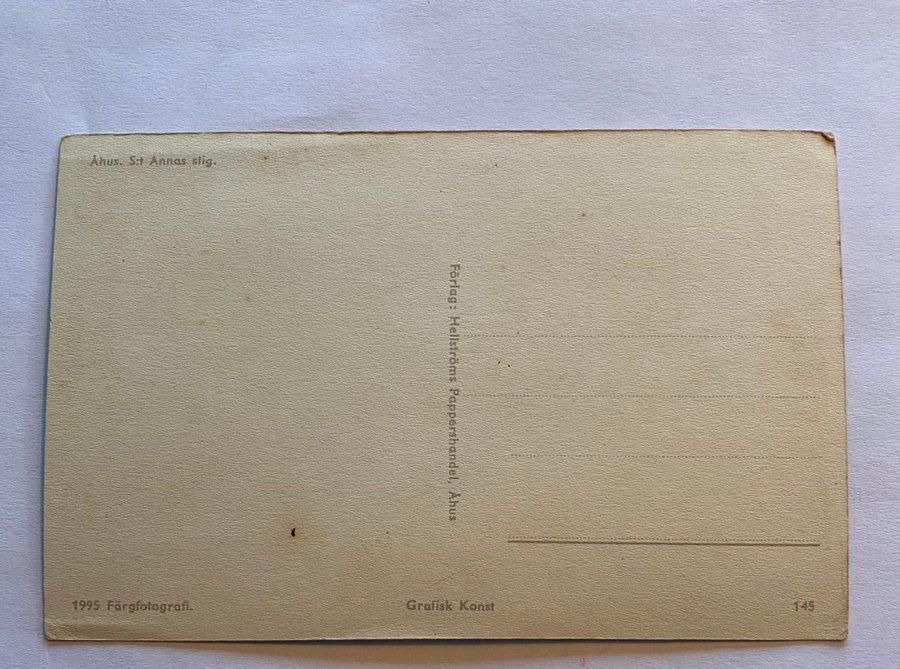 Åhus. S:t Annas stig.
Förlag: Hellströms Pappershandel, Åhus
1995 Färgfotografi.
Grafisk Konst
145